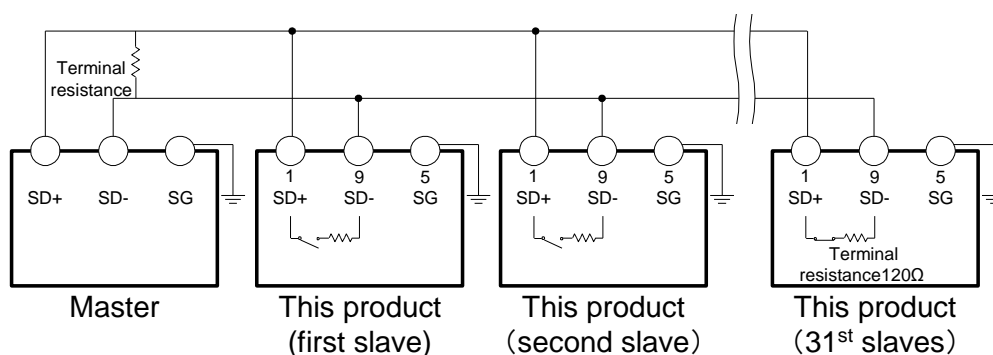 Terminal
resistance
1 9 5 1 9 5 1 9 5
SD+ SD- SG SD+ SD- SG SD+ SD- SG SD+ SD- SG
Terminal
resistance120Ω
Master This product This product This product
(first slave) （second slave） （31st slaves）